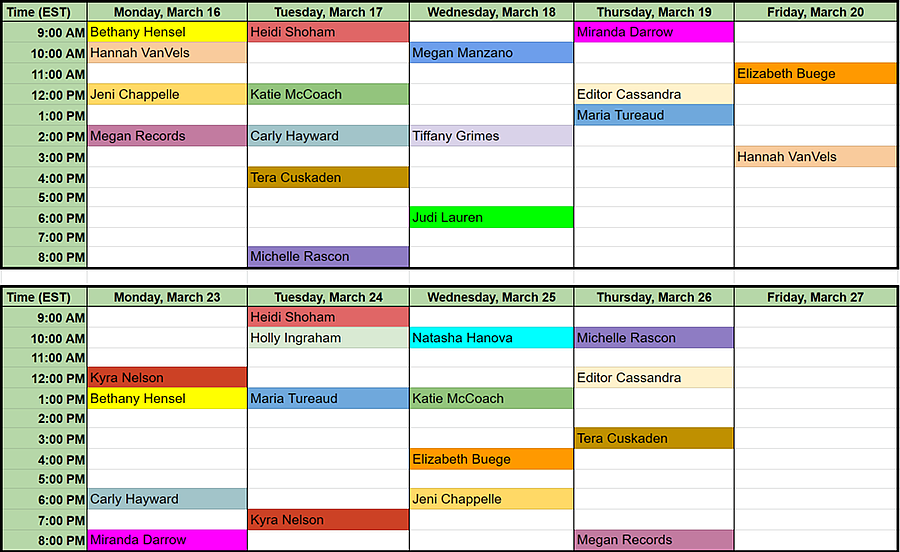 Time (EST) Monday, March 16 Tuesday, March 17 Wednesday, March 18 Thursday, March 19 Friday, March 20
9:00 AM Bethany Hensel Heidi Shoham Miranda Darrow
10:00 AM Hannah VanVels Megan Manzano
11:00 AM Elizabeth Buege
12:00 PM Jeni Chappelle Katie McCoach Editor Cassandra
1:00 PM Maria Tureaud
2:00 PM Megan Records Carly Hayward Tiffany Grimes
3:00 PM Hannah VanVels
4:00 PM Tera Cuskaden
5:00 PM
6:00 PM Judi Lauren
7:00 PM
8:00 PM Michelle Rascon
Time (EST) Monday, March 23 Tuesday, March 24 Wednesday, March 25 Thursday, March 26 Friday, March 27
9:00 AM Heidi Shoham
10:00 AM Holly Ingraham Natasha Hanova Michelle Rascon
11:00 AM
12:00 PM Kyra Nelson Editor Cassandra
1:00 PM Bethany Hensel Maria Tureaud Katie McCoach
2:00 PM
3:00 PM Tera Cuskaden
4:00 PM Elizabeth Buege
5:00 PM
6:00 PM Carly Hayward Jeni Chappelle
7:00 PM Kyra Nelson
8:00 PM Miranda Darrow Megan Records